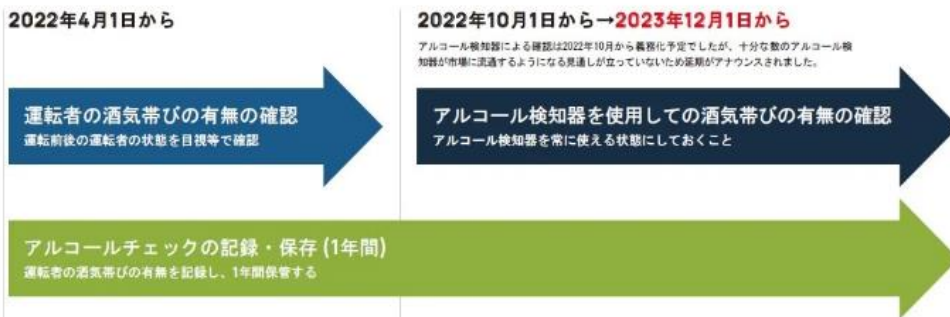 2022年4月1日から
2022年10月1日から→2023年12月1日から
アルコール検知器による確認は2022年10月から義務化予定でしたが、十分な数のアルコール検
知器が市場に流通するようになる見通しが立っていないため延期がアナウンスされました。
運転者の酒気帯びの有無の確認
運転前後の運転者の状態を目視等で確認
アルコール検知器を使用しての酒気帯びの有無の確認
アルコール検知器を常に使える状態にしておくこと
アルコールチェックの記録・保存 (1年間)
運転者の酒気帯びの有無を記録し、1年間保管する